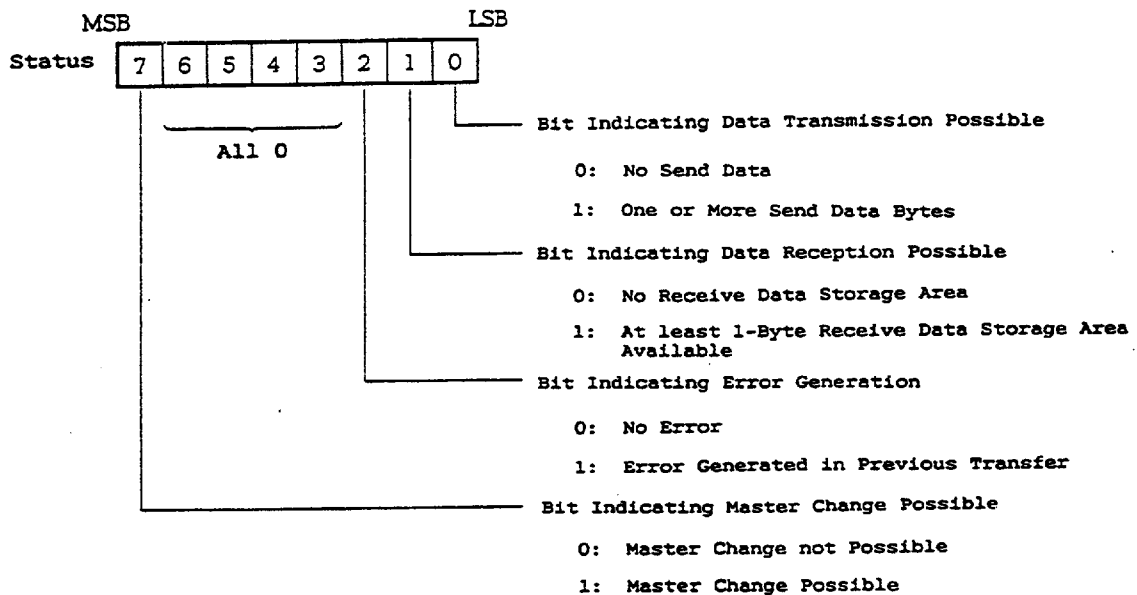 MSB LSB
Status 7 6 5 4 3 2 1 0
All 0
Bit Indicating Data Transmission Possible
0: No Send Data
1: One or More Send Data Bytes
Bit Indicating Data Reception Possible
0: No Receive Data Storage Area
1: At least 1-Byte Receive Data Storage Area
Available
Bit Indicating Error Generation
0: No Error
1: Error Generated in Previous Transfer
Bit Indicating Master Change Possible
0: Master Change not Possible
1: Master Change Possible